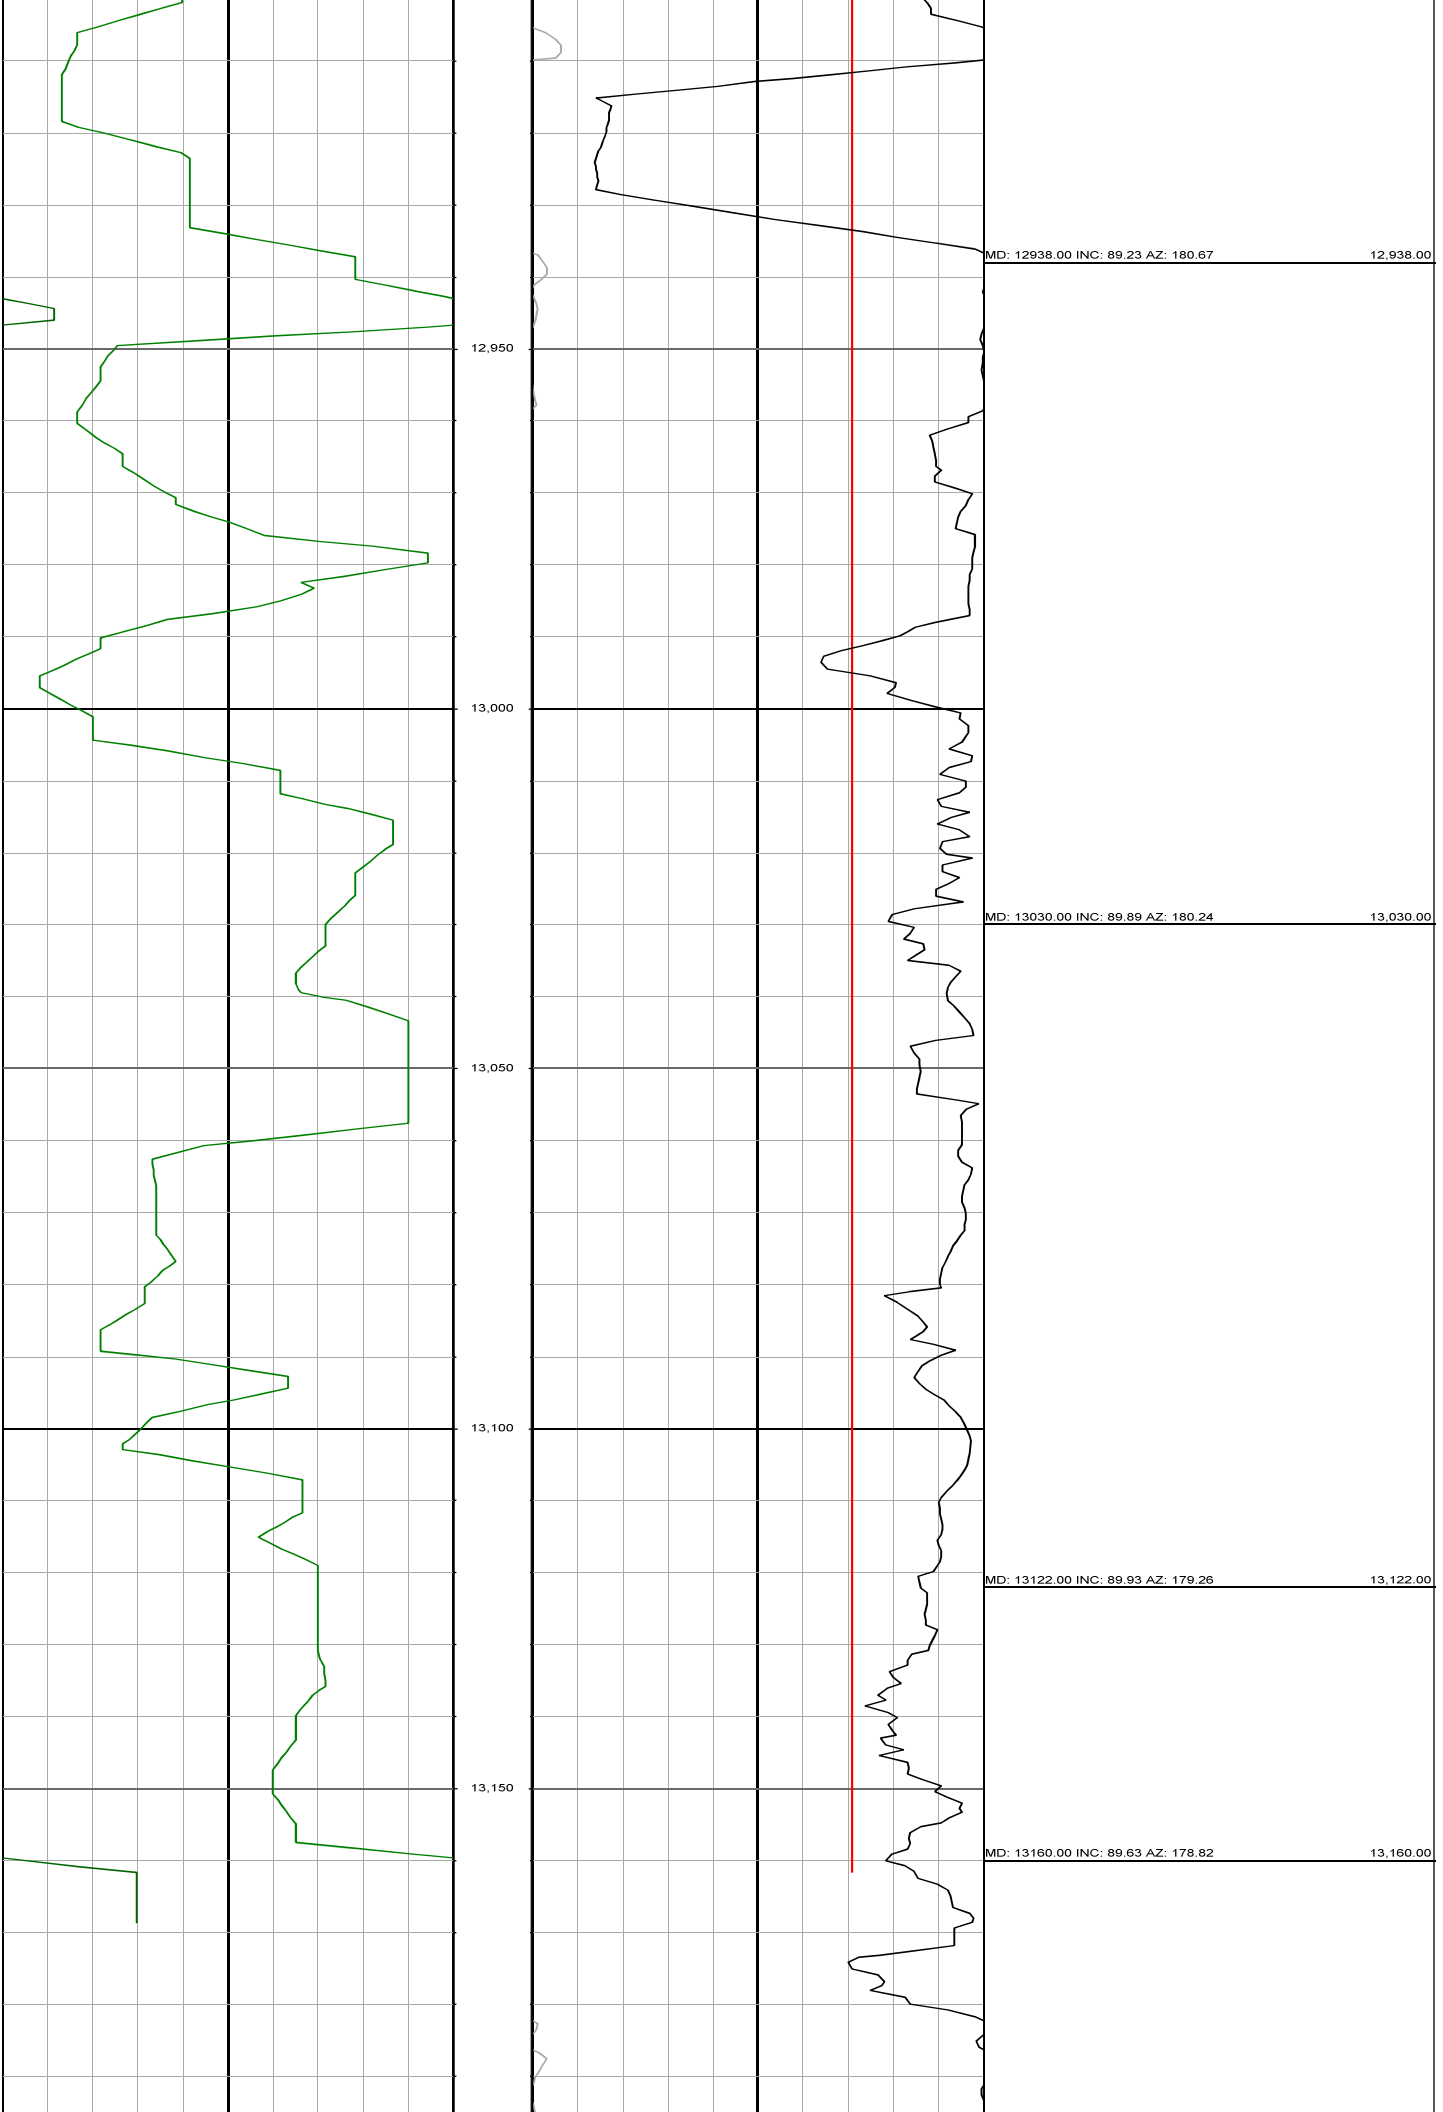 MD: 12938.00 INC: 89.23 AZ: 180.67 12,938.00
12,950
13,000
MD: 13030.00 INC: 89.89 AZ: 180.24 13,030.00
13,050
13,100
MD: 13122.00 INC: 89.93 AZ: 179.26 13,122.00
13,150
MD: 13160.00 INC: 89.63 AZ: 178.82 13,160.00